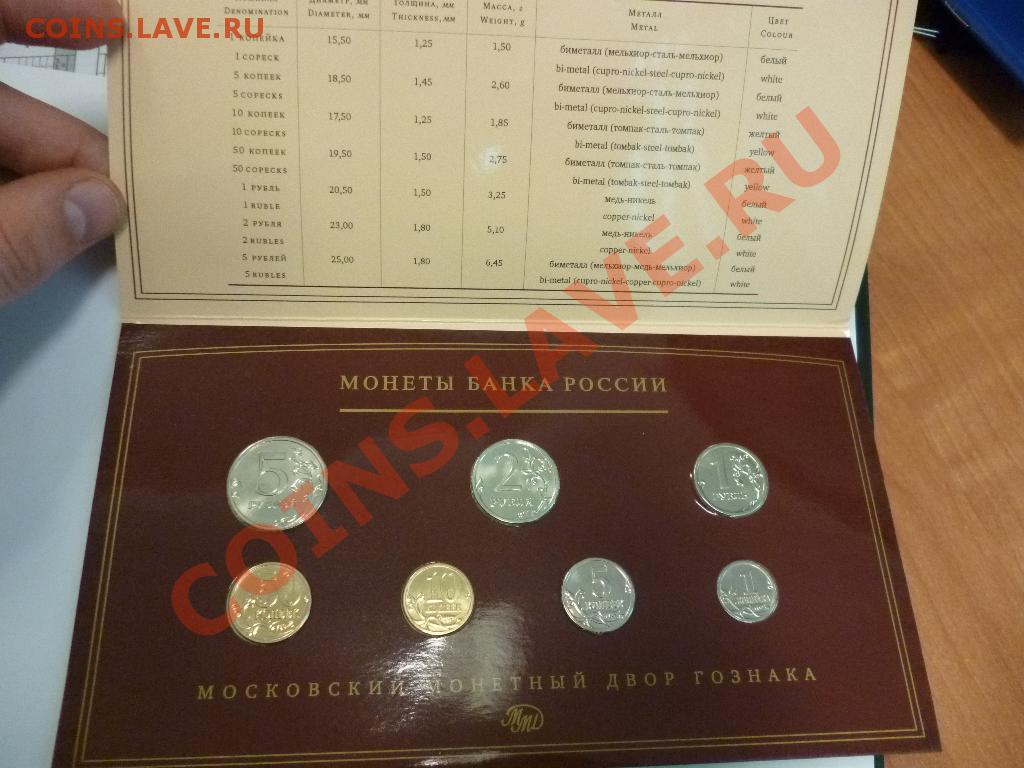 COINS.LAVE.RU
DENOMINATION DIAMETER, ММ THICKNESS, ММ МАССА, г WEIGHT, g МЕТАЛЛ METAL ЦВЕТ COLOUR
1 КОПЕЙКА 15,50 1,25 1,50 биметалл (мельхиор-сталь-мельхиор) белый
1 COPECK bi-metal (cupro-nickel-steel-cupro-nickel) white
5 КОПЕЕК 18,50 1,45 2,60 биметалл (мельхиор-сталь-мельхиор) белый
5 COPECKS bi-metal (cupro-nickel-steel-cupro-nickel) white
10 КОПЕЕК 17,50 1,25 1,85 биметалл (томпак-сталь-томпак) желтый
10 COPECKS bi-metal (tombak-steel-tombak) yellow
50 КОПЕЕК 19,50 1,50 2,75 биметалл (томпак-сталь-томпак) желтый
50 COPECKS bi-metal (tombak-steel-tombak) yellow
1 РУБЛЬ 20,50 1,50 3,25 медь-никель белый
1 RUBLE copper-nickel white
2 РУБЛЯ 23,00 1,80 5,10 медь-никель белый
2 RUBLES copper-nickel white
5 РУБЛЕЙ 25,00 1,80 6,45 биметалл (мельхиор-медь-мельхиор) белый
5 RUBLES bi-metal (cupro-nickel-copper-cupro-nickel) white
COINS.LAVE.RU
МОНЕТЫ БАНКА РОССИИ
5
2 РУБЛЯ
1 РУБЛЬ
КОПЕЕК
10 КОПЕЕК
5 КОПЕЕК
1 КОПЕЙКА
МОСКОВСКИЙ МОНЕТНЫЙ ДВОР ГОЗНАКА